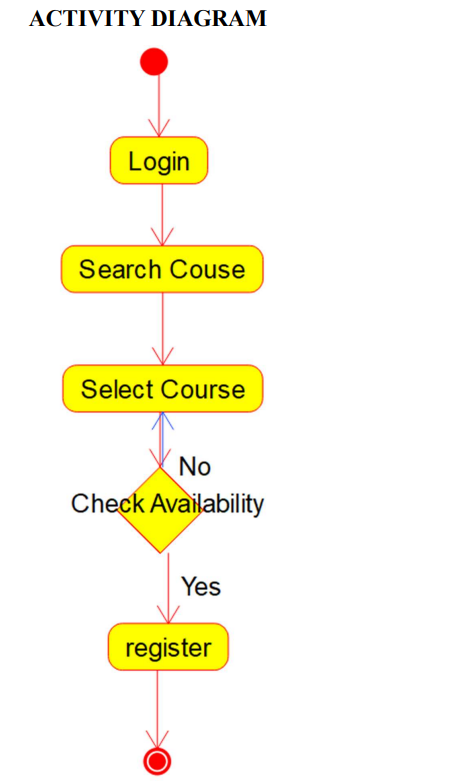 ACTIVITY DIAGRAM
Login
Search Couse
Select Course
No
Check Availability
Yes
register